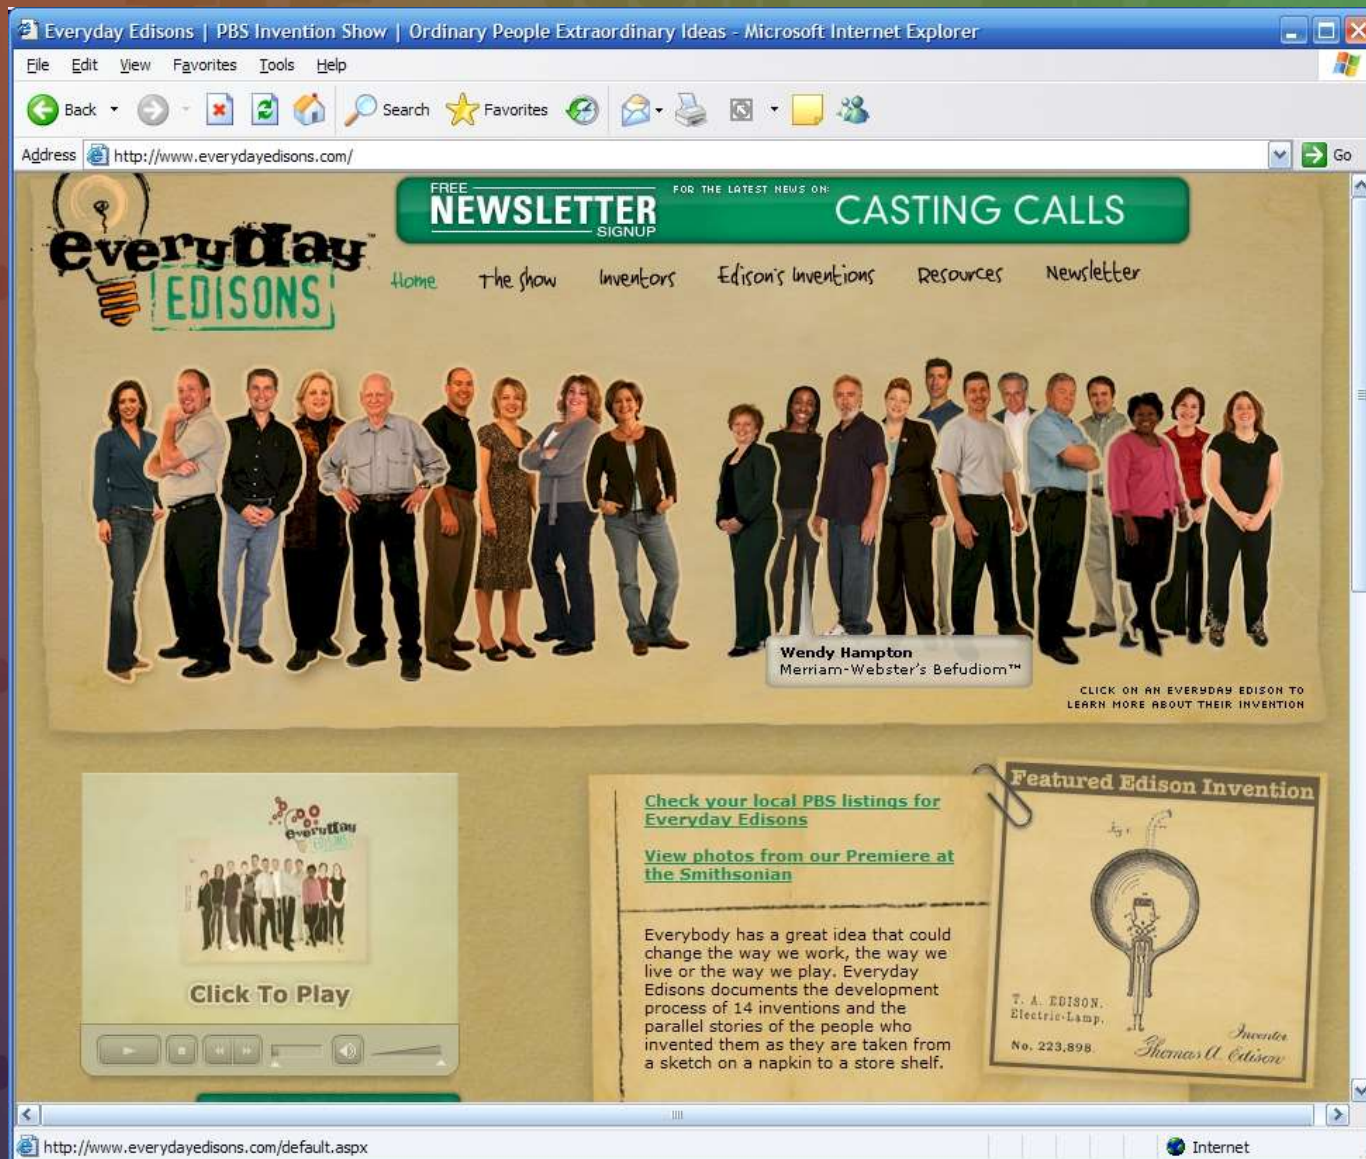 Everyday Edisons | PBS Invention Show | Ordinary People Extraordinary Ideas - Microsoft Internet Explorer
File Edit View Favorites Tools Help
Back Search Favorites
Address http://www.everydayedisons.com/ Go
FREE
NEWSLETTER
SIGNUP
FOR THE LATEST NEWS ON:
CASTING CALLS
everyday™
EDISONS
Home The Show Inventors Edison's Inventions Resources Newsletter
Wendy Hampton
Merriam-Webster's Befudiom™
CLICK ON AN EVERYDAY EDISON TO
LEARN MORE ABOUT THEIR INVENTION
everyday
EDISONS
Click To Play
Check your local PBS listings for
Everyday Edisons
View photos from our Premiere at
the Smithsonian
Everybody has a great idea that could
change the way we work, the way we
live or the way we play. Everyday
Edisons documents the development
process of 14 inventions and the
parallel stories of the people who
invented them as they are taken from
a sketch on a napkin to a store shelf.
Featured Edison Invention
T. A. EDISON.
Electric-Lamp.
No. 223,898.
Inventor
Thomas A. Edison
http://www.everydayedisons.com/default.aspx
Internet